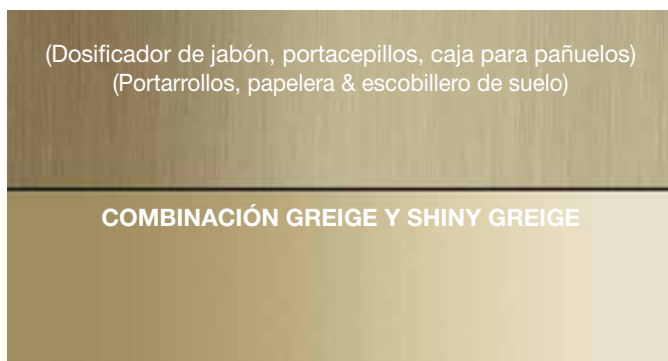 (Dosificador de jabón, portacepillos, caja para pañuelos)
(Portarrollos, papelera & escobillero de suelo)
COMBINACIÓN GREIGE Y SHINY GREIGE